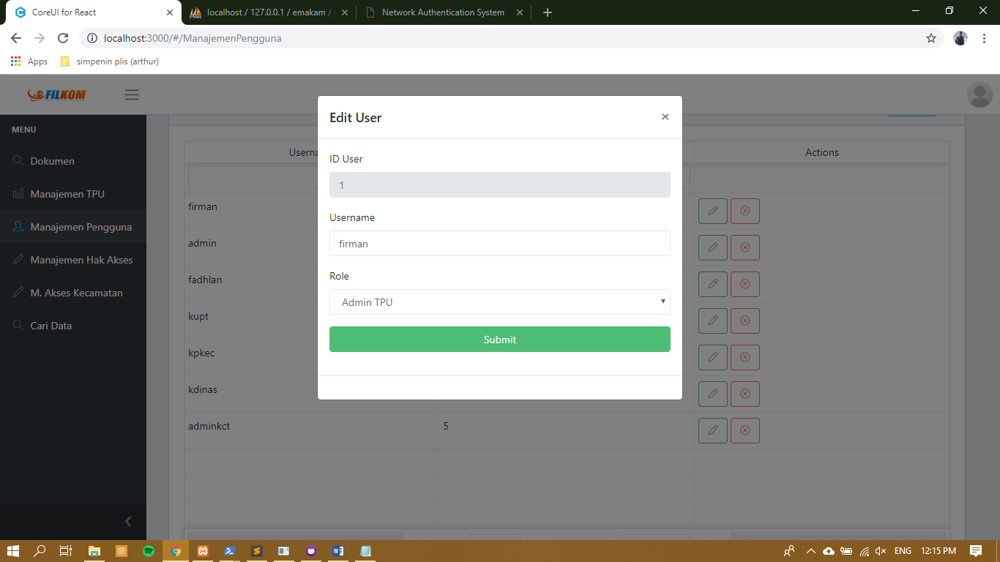 CoreUI for React
localhost / 127.0.0.1 / emakam /
Network Authentication System
localhost:3000/#/ManajemenPengguna
Apps
simpenin plis (arthur)
FILKOM
MENU
Dokumen
Manajemen TPU
Manajemen Pengguna
Manajemen Hak Akses
M. Akses Kecamatan
Cari Data
Edit User
ID User
1
Username
firman
Role
Admin TPU
Submit
Userna
Actions
firman
admin
fadhlan
kupt
kpkec
kdinas
adminkct 5
ENG
12:15 PM